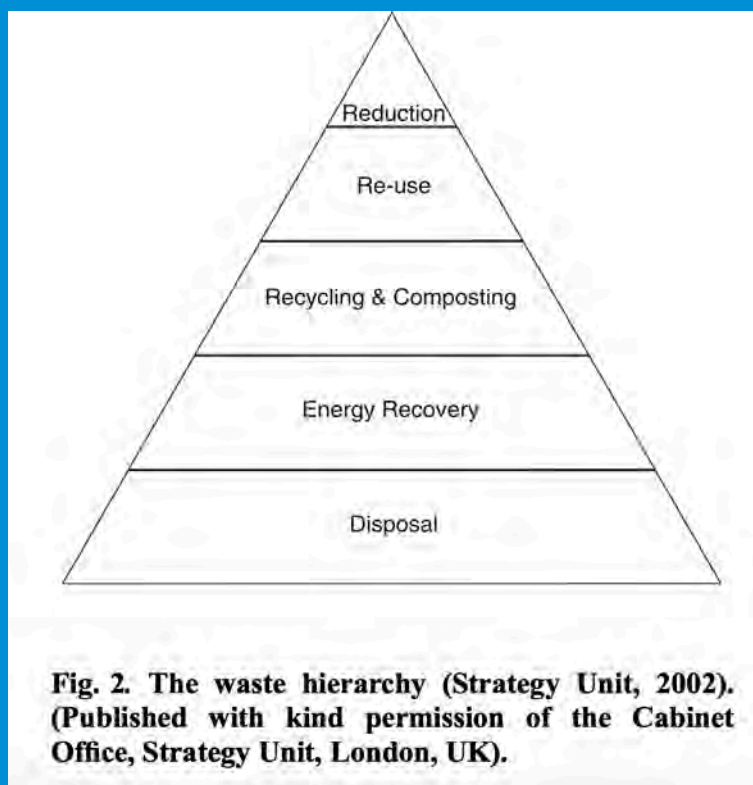 Reduction
Re-use
Recycling & Composting
Energy Recovery
Disposal
Fig. 2. The waste hierarchy (Strategy Unit, 2002).
(Published with kind permission of the Cabinet
Office, Strategy Unit, London, UK).